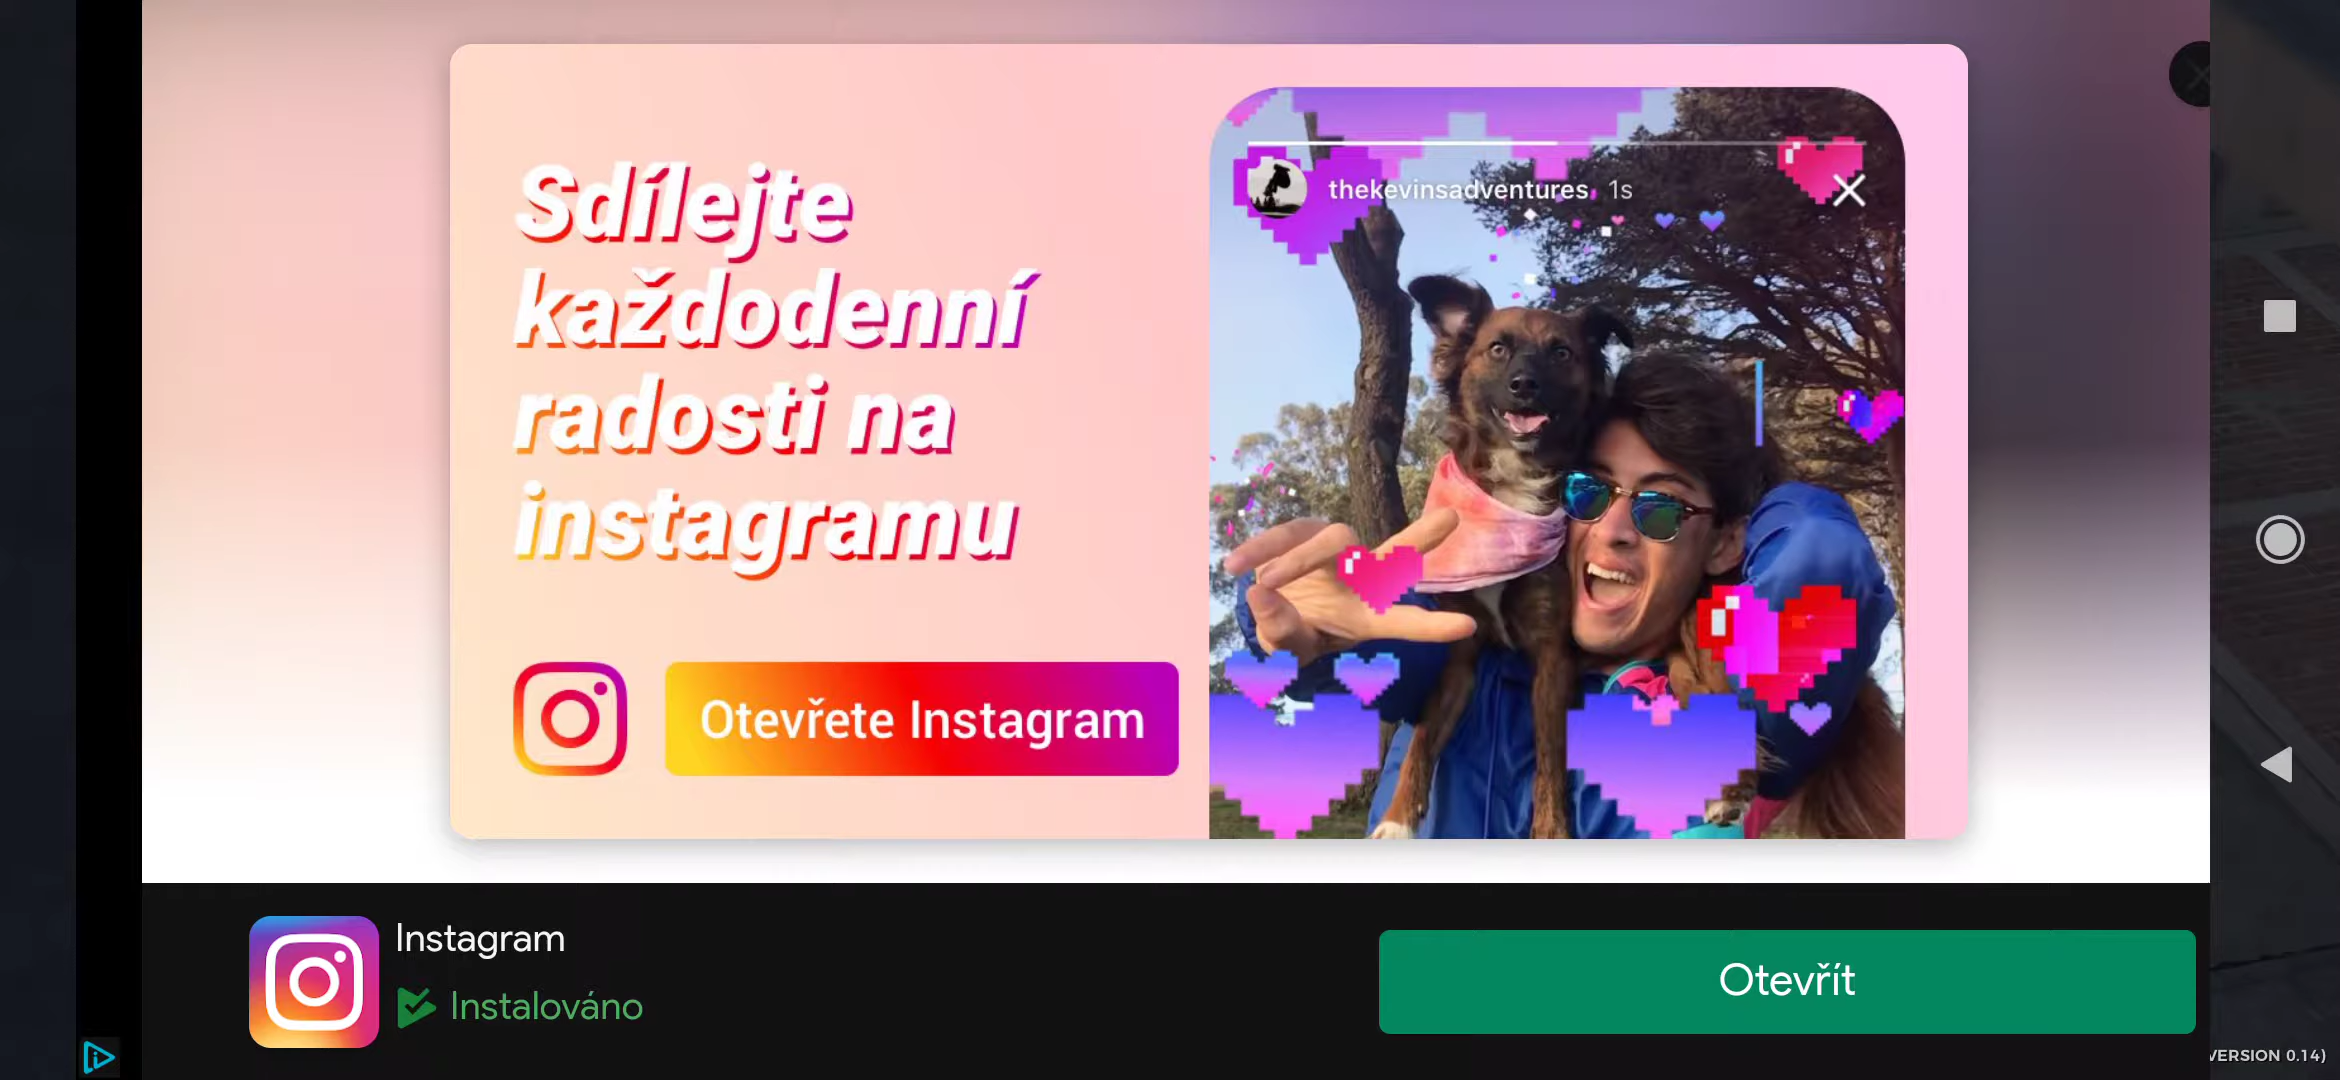 Sdílejte
každodenní
radosti na
instagramu
Otevřete Instagram
thekevinsadventures 1s
Instagram
Instalováno
Otevřít
VERSION 0.14)